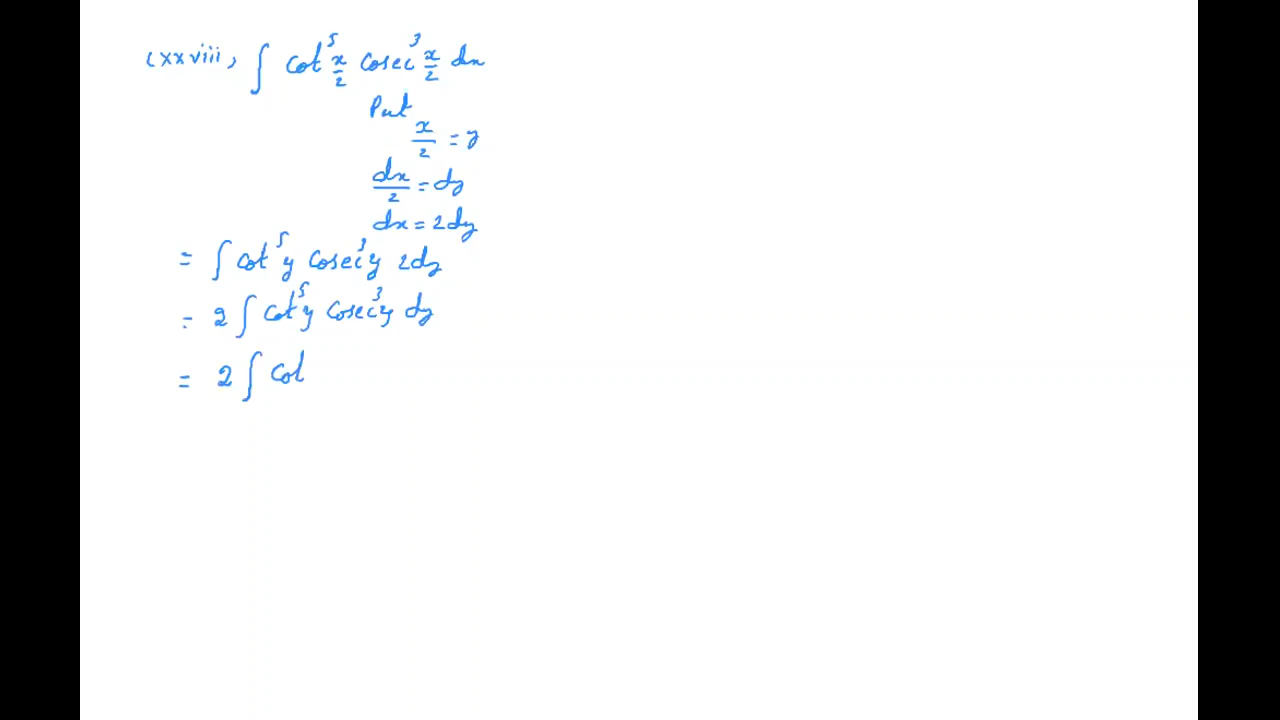 (xxviii) ∫ cot⁵ x/2 cosec³ x/2 dx
Put
x/2 = y
dx/2 = dy
dx = 2dy
= ∫ cot⁵y cosec³y 2dy
= 2 ∫ cot⁵y cosec³y dy
= 2 ∫ cot